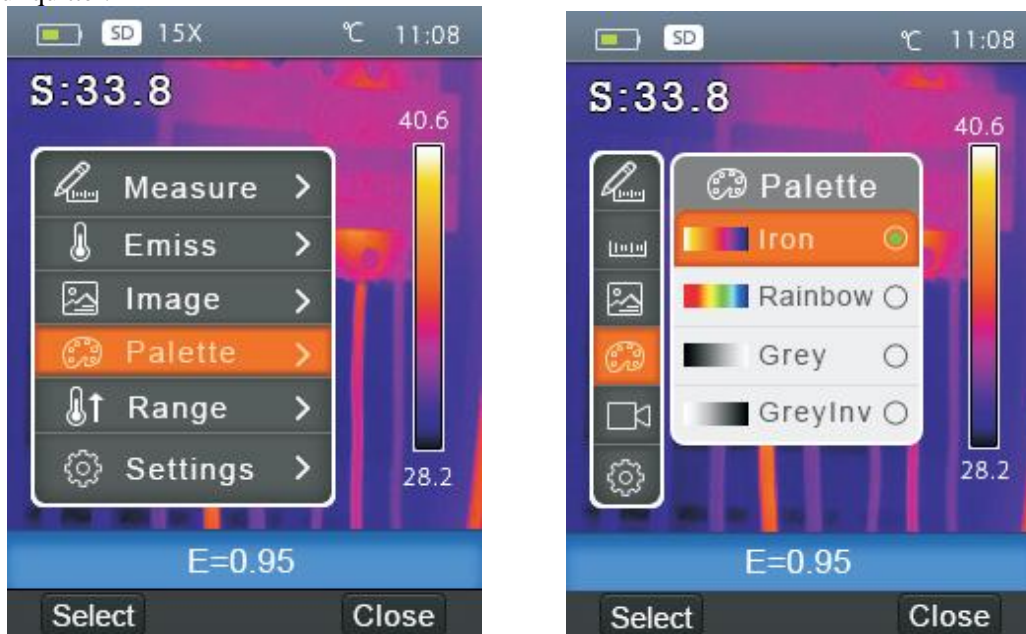 SD 15X ℃ 11:08
S:33.8
40.6
Measure
Emiss
Image
Palette
Range
Settings
28.2
E=0.95
Select Close
SD ℃ 11:08
S:33.8
40.6
Palette
Iron
Rainbow
Grey
GreyInv
28.2
E=0.95
Select Close